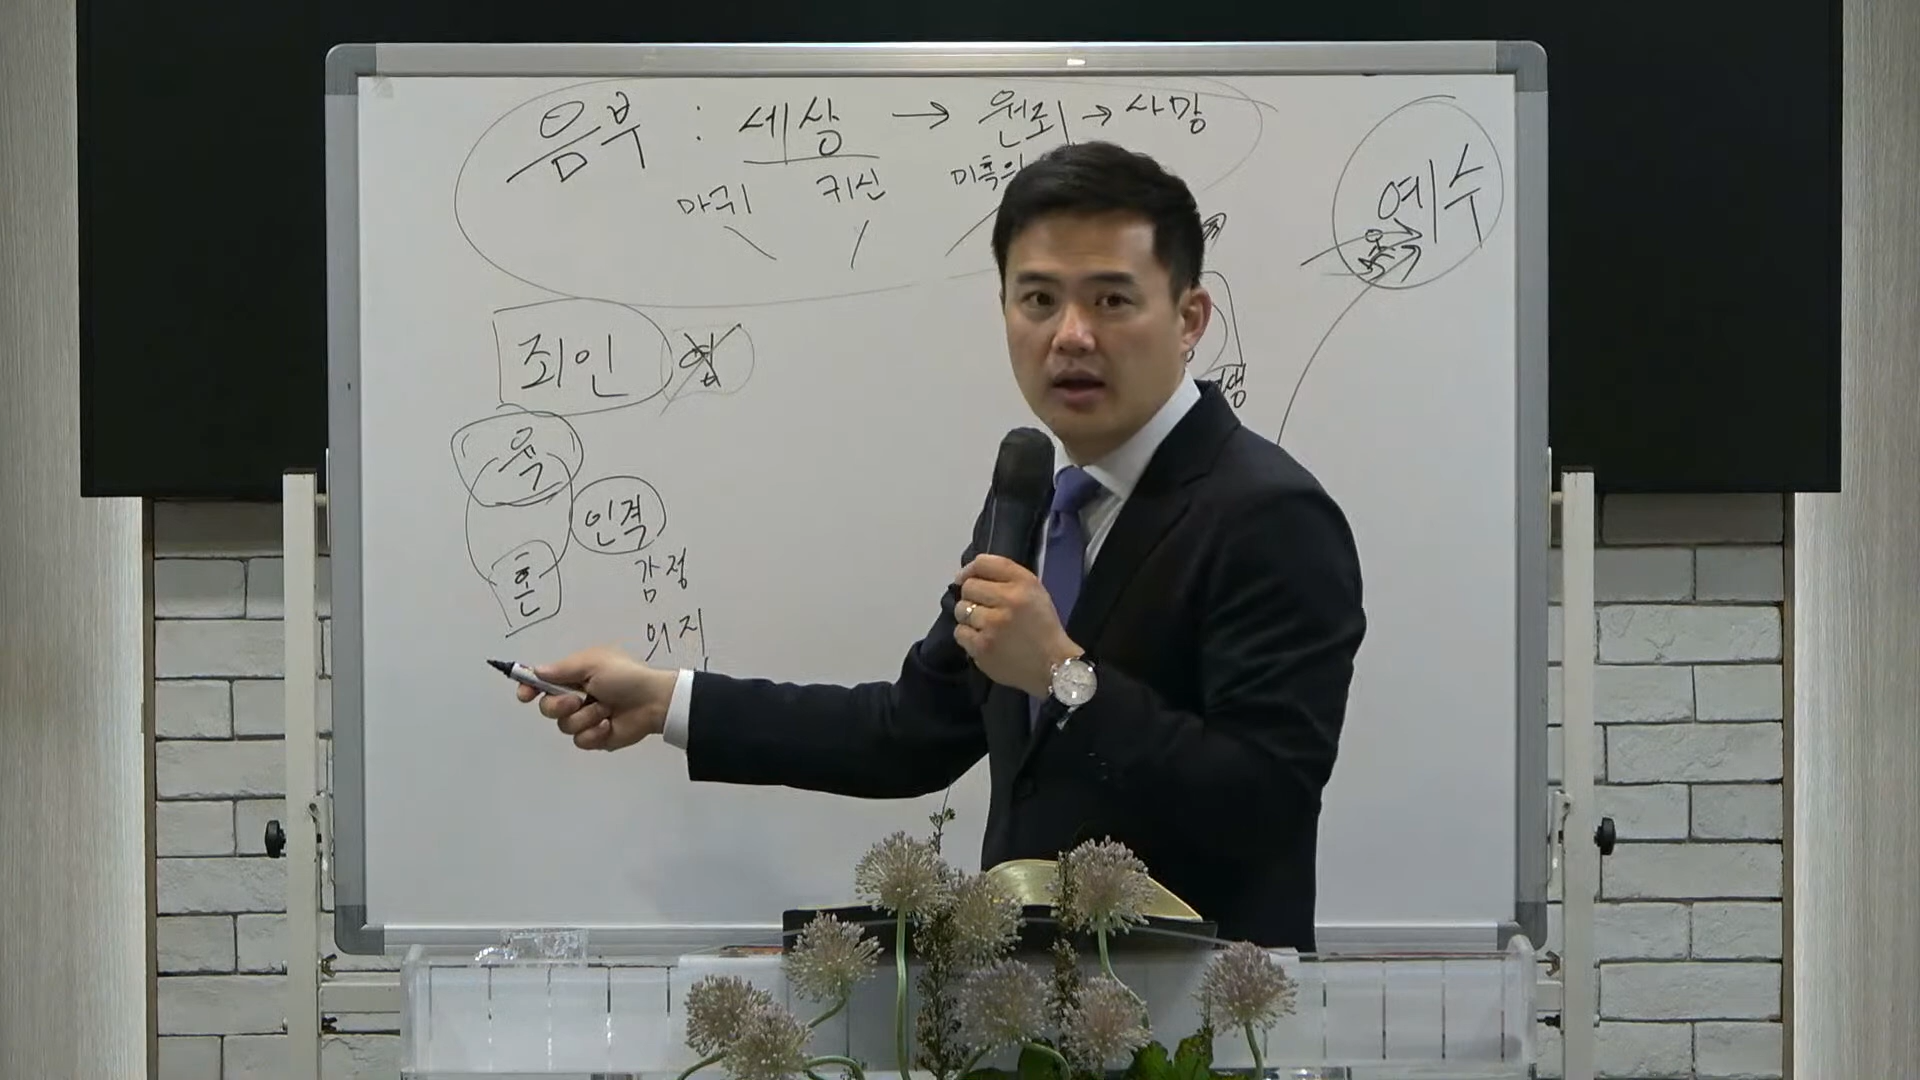 음부 : 세상 → 원죄 → 사망
마귀 귀신 미혹의
예수
죄인
육
인격
혼
감정
의지